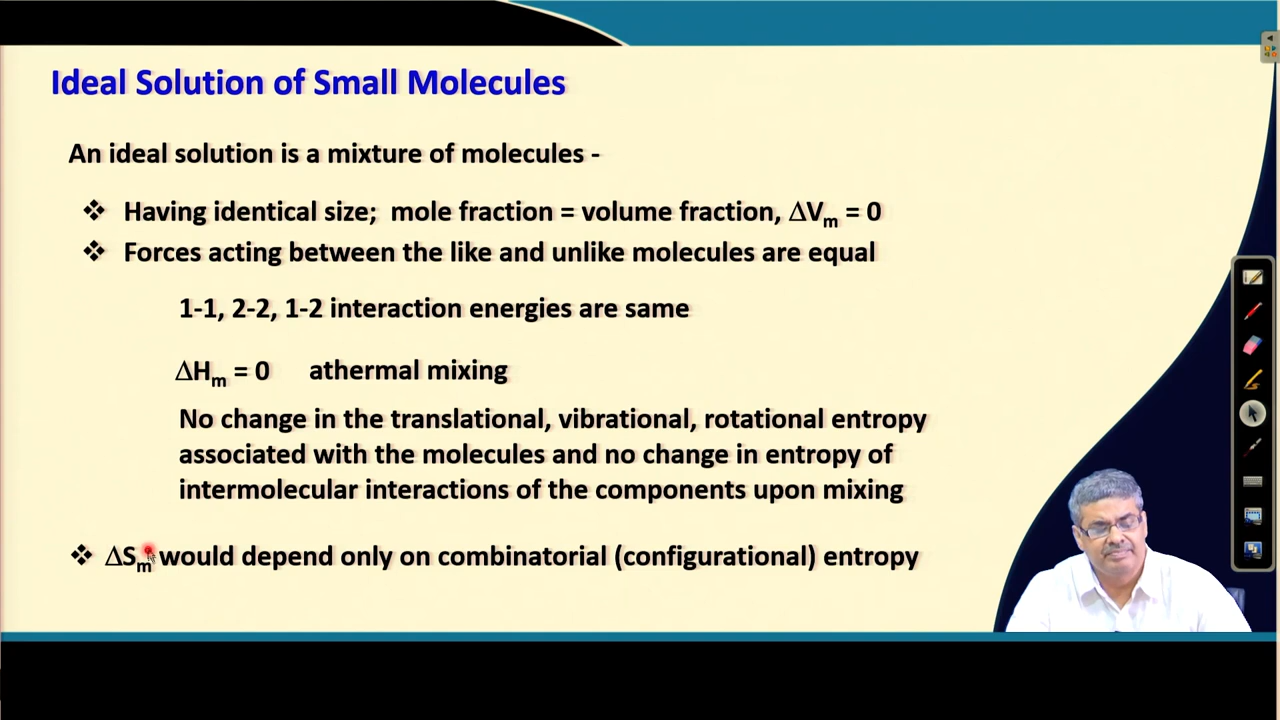 Ideal Solution of Small Molecules
An ideal solution is a mixture of molecules -
❖ Having identical size; mole fraction = volume fraction, ΔVm = 0
❖ Forces acting between the like and unlike molecules are equal
1-1, 2-2, 1-2 interaction energies are same
ΔHm = 0 athermal mixing
No change in the translational, vibrational, rotational entropy
associated with the molecules and no change in entropy of
intermolecular interactions of the components upon mixing
❖ ΔSm would depend only on combinatorial (configurational) entropy